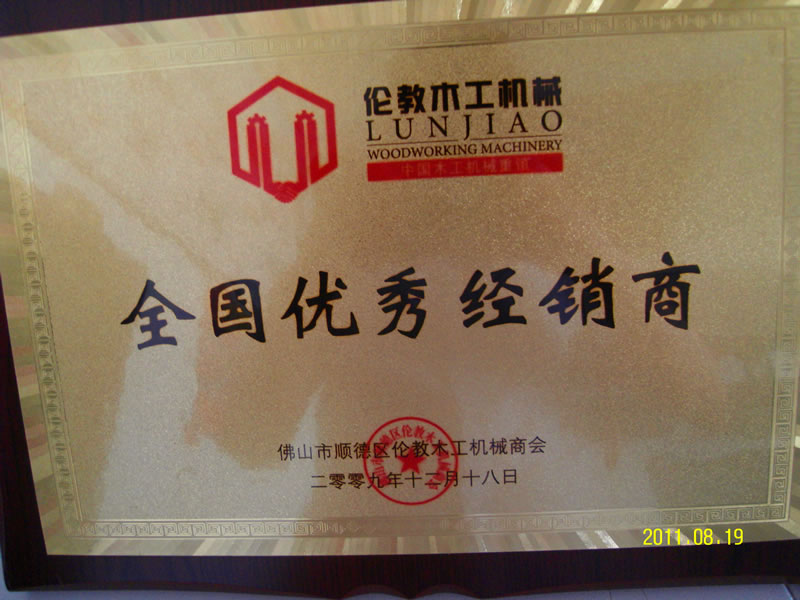 伦教木工机械
LUNJIAO
WOODWORKING MACHINERY
中国木工机械重镇
全国优秀经销商
佛山市顺德区伦教木工机械商会
二零零九年十二月十八日
2011.08.19